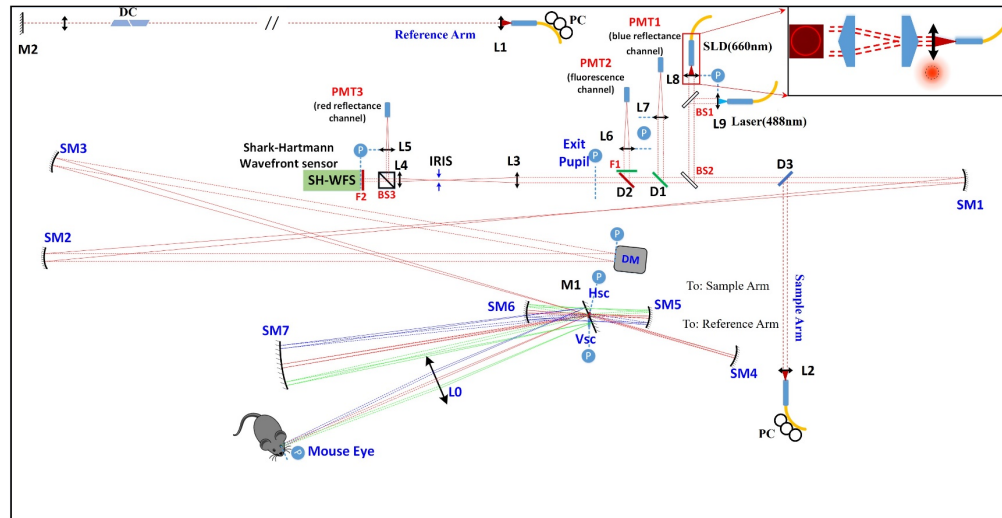 DC
//
PC
M2
Reference Arm
L1
PMT1
(blue reflectance
channel)
SLD(660nm)
PMT2
(fluorescence
channel)
L8
P
BS1
L9
Laser(488nm)
PMT3
(red reflectance
channel)
L7
P
L6
Shark-Hartmann
Wavefront sensor
P
L5
L4
IRIS
L3
Exit
Pupil
P
F1
BS2
D3
SM3
SH-WFS
F2
BS3
D2
D1
SM1
SM2
P
DM
Sample Arm
M1
P
Hsc
To: Sample Arm
SM6
SM5
To: Reference Arm
SM7
Vsc
P
SM4
L2
L0
PC
P
Mouse Eye